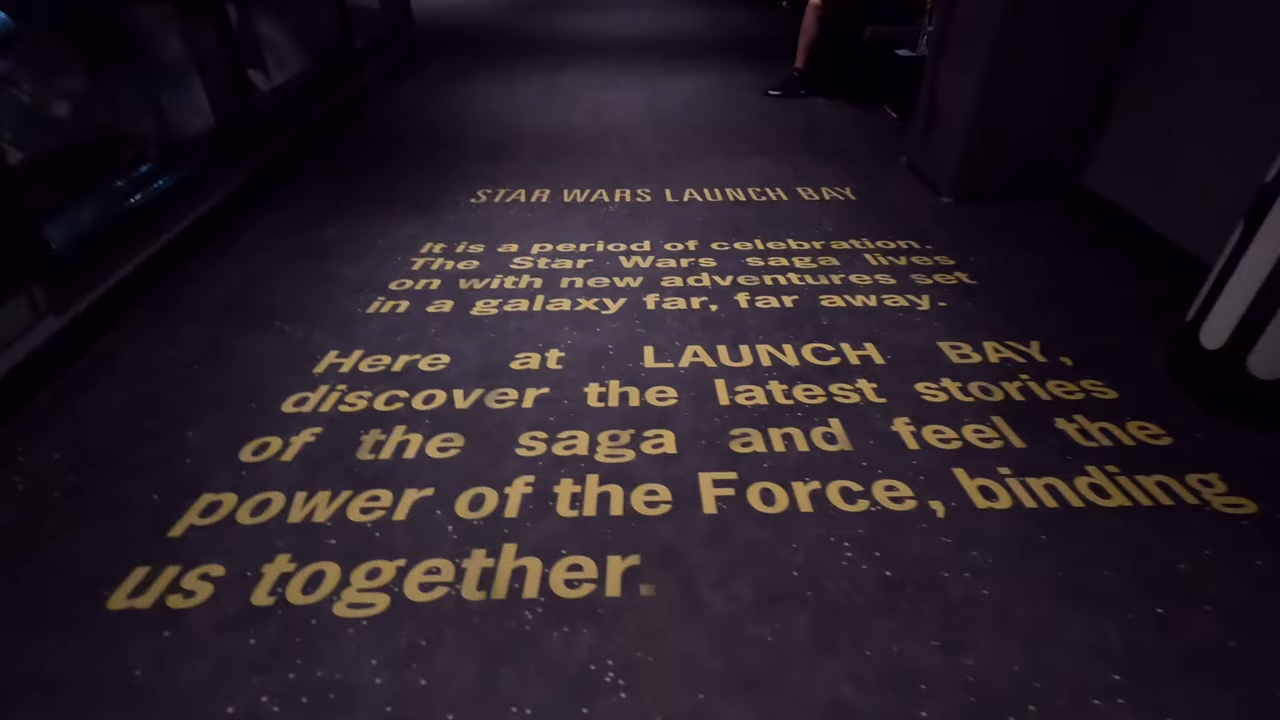 STAR WARS LAUNCH BAY
It is a period of celebration.
The Star Wars saga lives
on with new adventures set
in a galaxy far, far away.
Here at LAUNCH BAY,
discover the latest stories
of the saga and feel the
power of the Force, binding
us together.